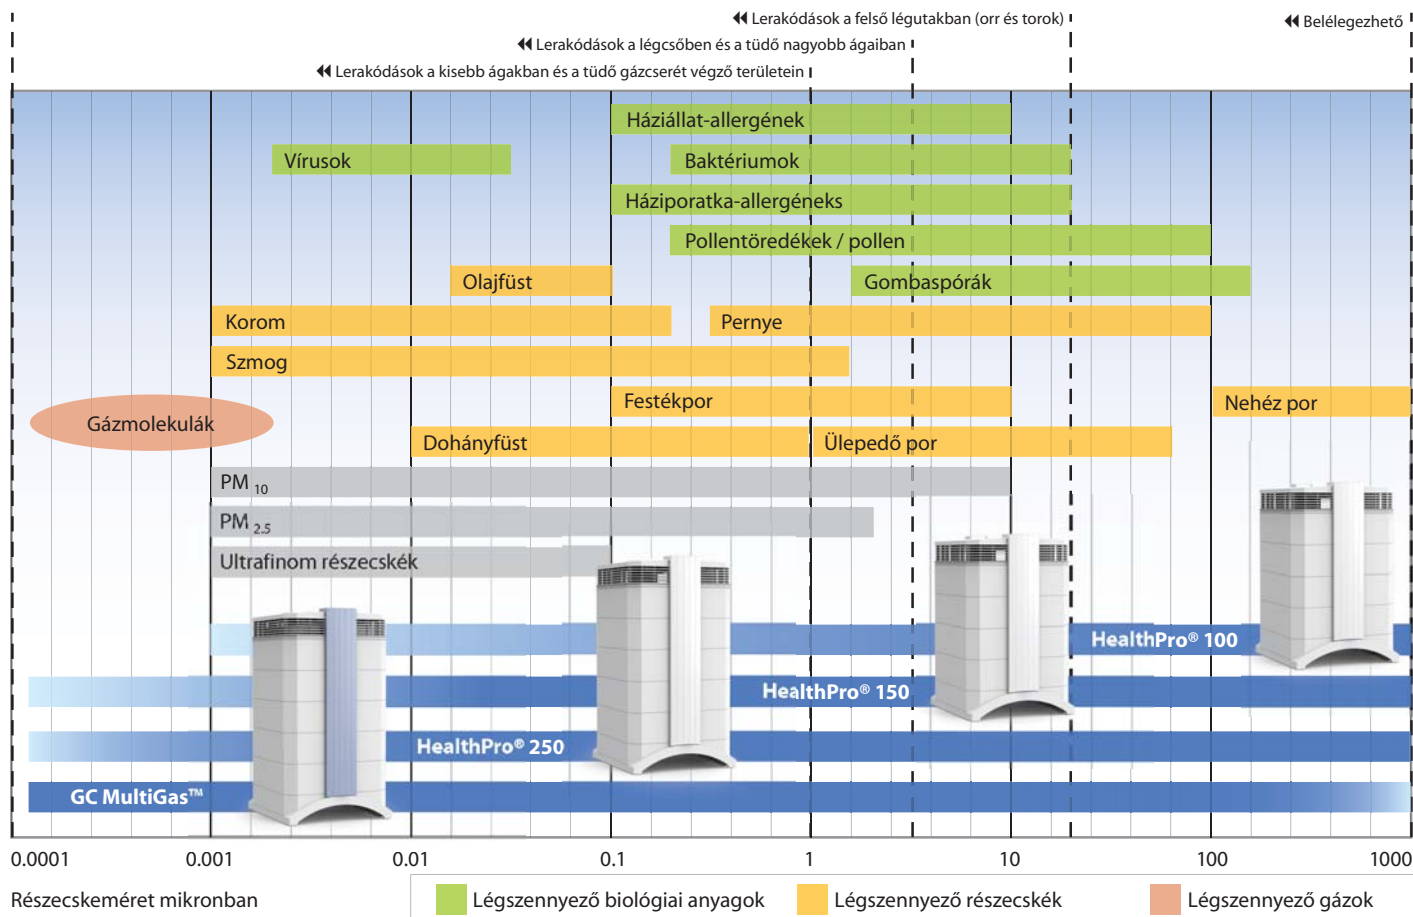 ◀◀ Lerakódások a felső légutakban (orr és torok)
◀◀ Belélegezhető
◀◀ Lerakódások a légcsőben és a tüdő nagyobb ágaiban
◀◀ Lerakódások a kisebb ágakban és a tüdő gázcserét végző területein
Háziállat-allergének
Vírusok
Baktériumok
Háziporatka-allergéneks
Pollentöredékek / pollen
Olajfüst
Gombaspórák
Korom
Pernye
Szmog
Gázmolekulák
Festékpor
Nehéz por
Dohányfüst
Ülepedő por
PM 10
PM 2.5
Ultrafinom részecskék
HealthPro® 100
HealthPro® 150
HealthPro® 250
GC MultiGas™
0.0001 0.001 0.01 0.1 1 10 100 1000
Részecskeméret mikronban
Légszennyező biológiai anyagok
Légszennyező részecskék
Légszennyező gázok